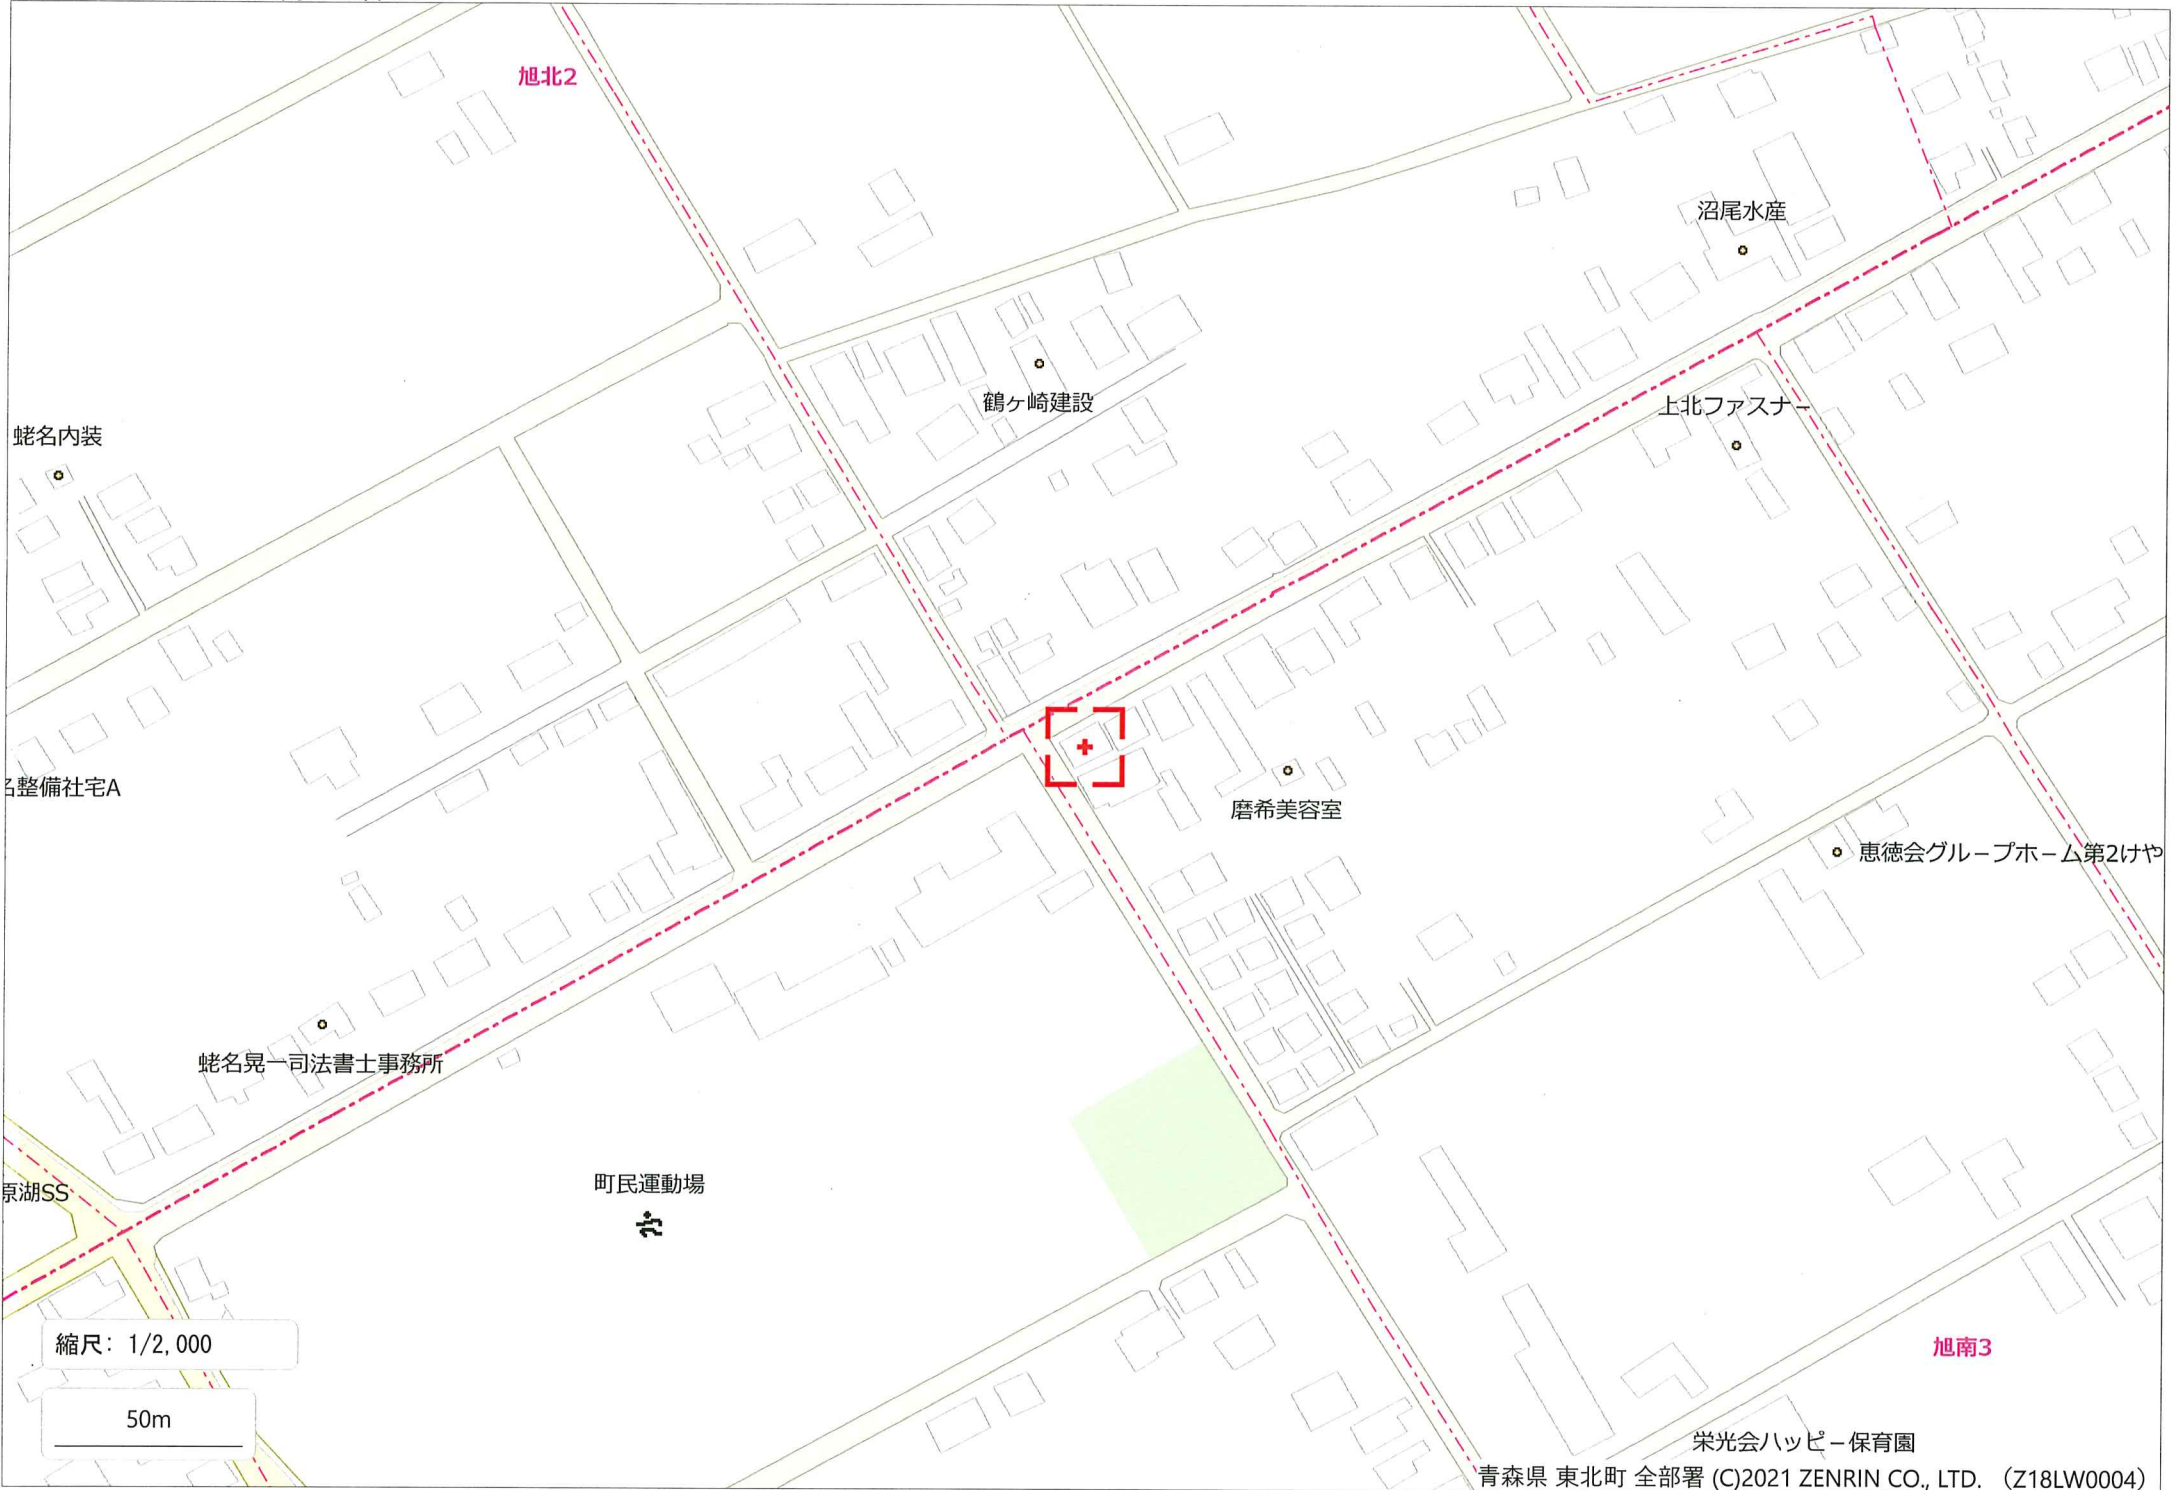 旭北2
沼尾水産
鶴ヶ崎建設
上北ファスナー
蛯名内装
名整備社宅A
磨希美容室
恵徳会グループホーム第2けや
蛯名晃一司法書士事務所
町民運動場
原湖SS
縮尺: 1/2,000
旭南3
50m
栄光会ハッピー保育園
青森県 東北町 全部署 (C)2021 ZENRIN CO., LTD. (Z18LW0004)